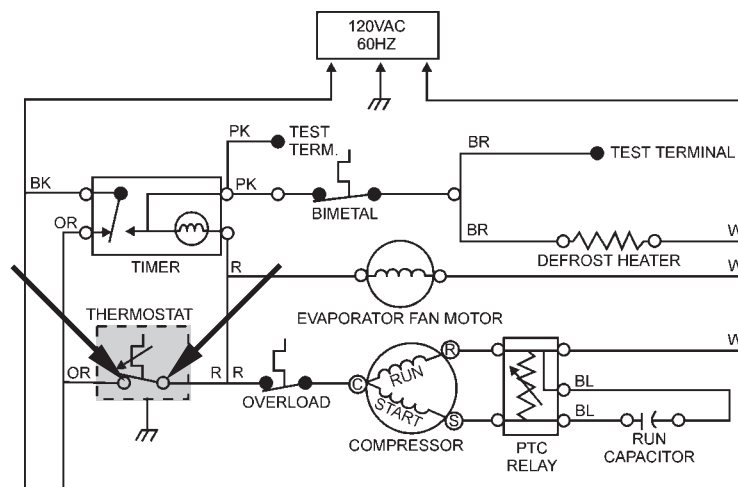 120VAC
60HZ
PK
TEST
TERM.
BR
TEST TERMINAL
BK
PK
BIMETAL
OR
BR
DEFROST HEATER
W
TIMER
R
EVAPORATOR FAN MOTOR
W
THERMOSTAT
OR
R
R
OVERLOAD
C
R
RUN
START
S
COMPRESSOR
PTC
RELAY
W
BL
BL
RUN
CAPACITOR